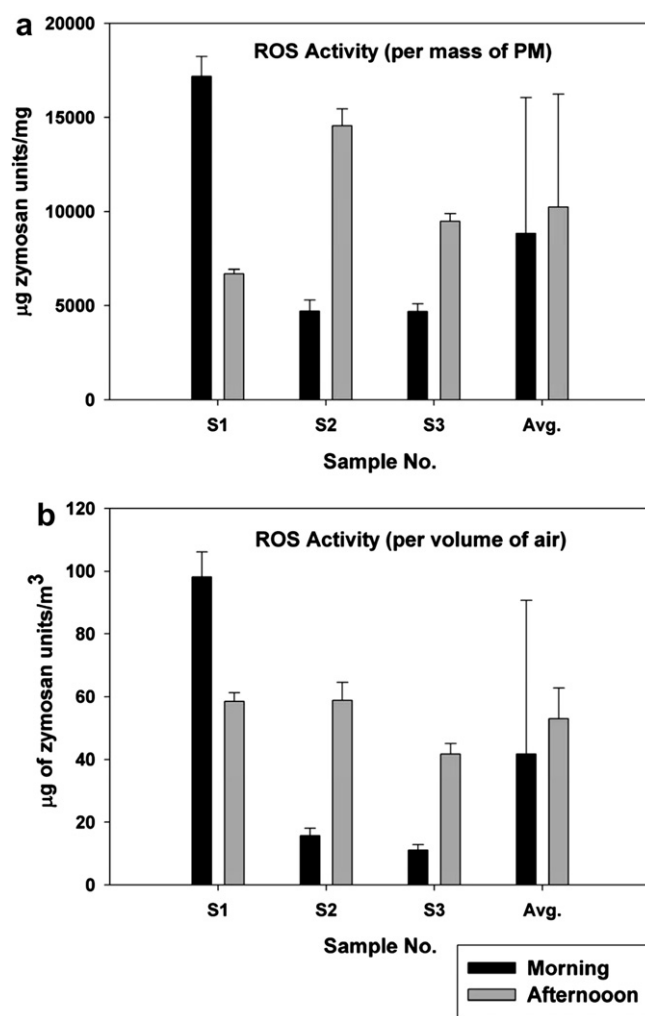 a
ROS Activity (per mass of PM)
µg zymosan units/mg
20000
15000
10000
5000
0
S1 S2 S3 Avg.
Sample No.
b
ROS Activity (per volume of air)
µg of zymosan units/m³
120
100
80
60
40
20
0
S1 S2 S3 Avg.
Sample No.
Morning
Afternooon